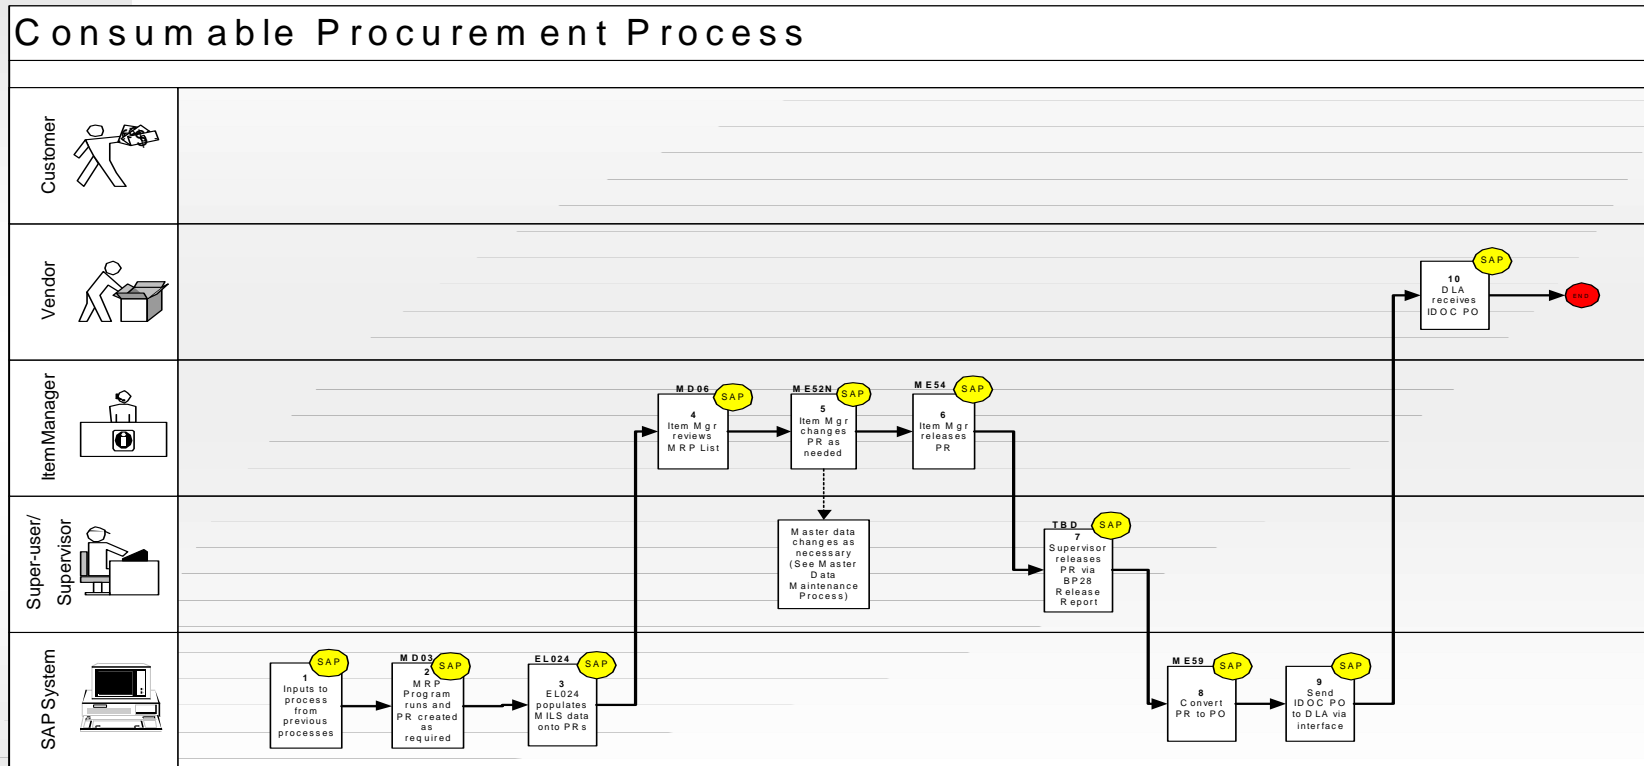 Consumable Procurement Process
Customer
Vendor
SAP
10
DLA
receives
IDOC PO
END
Item Manager
MD06
SAP
4
Item Mgr
reviews
MRP List
ME52N
SAP
5
Item Mgr
changes
PR as
needed
ME54
SAP
6
Item Mgr
releases
PR
Super-user/
Supervisor
Master data
changes as
necessary
(See Master
Data
Maintenance
Process)
TBD
SAP
7
Supervisor
releases
PR via
BP28
Release
Report
SAP System
SAP
1
Inputs to
process
from
previous
processes
MD03
SAP
2
MRP
Program
runs and
PR created
as
required
EL024
SAP
3
EL024
populates
MILS data
onto PRs
ME59
SAP
8
Convert
PR to PO
SAP
9
Send
IDOC PO
to DLA via
interface